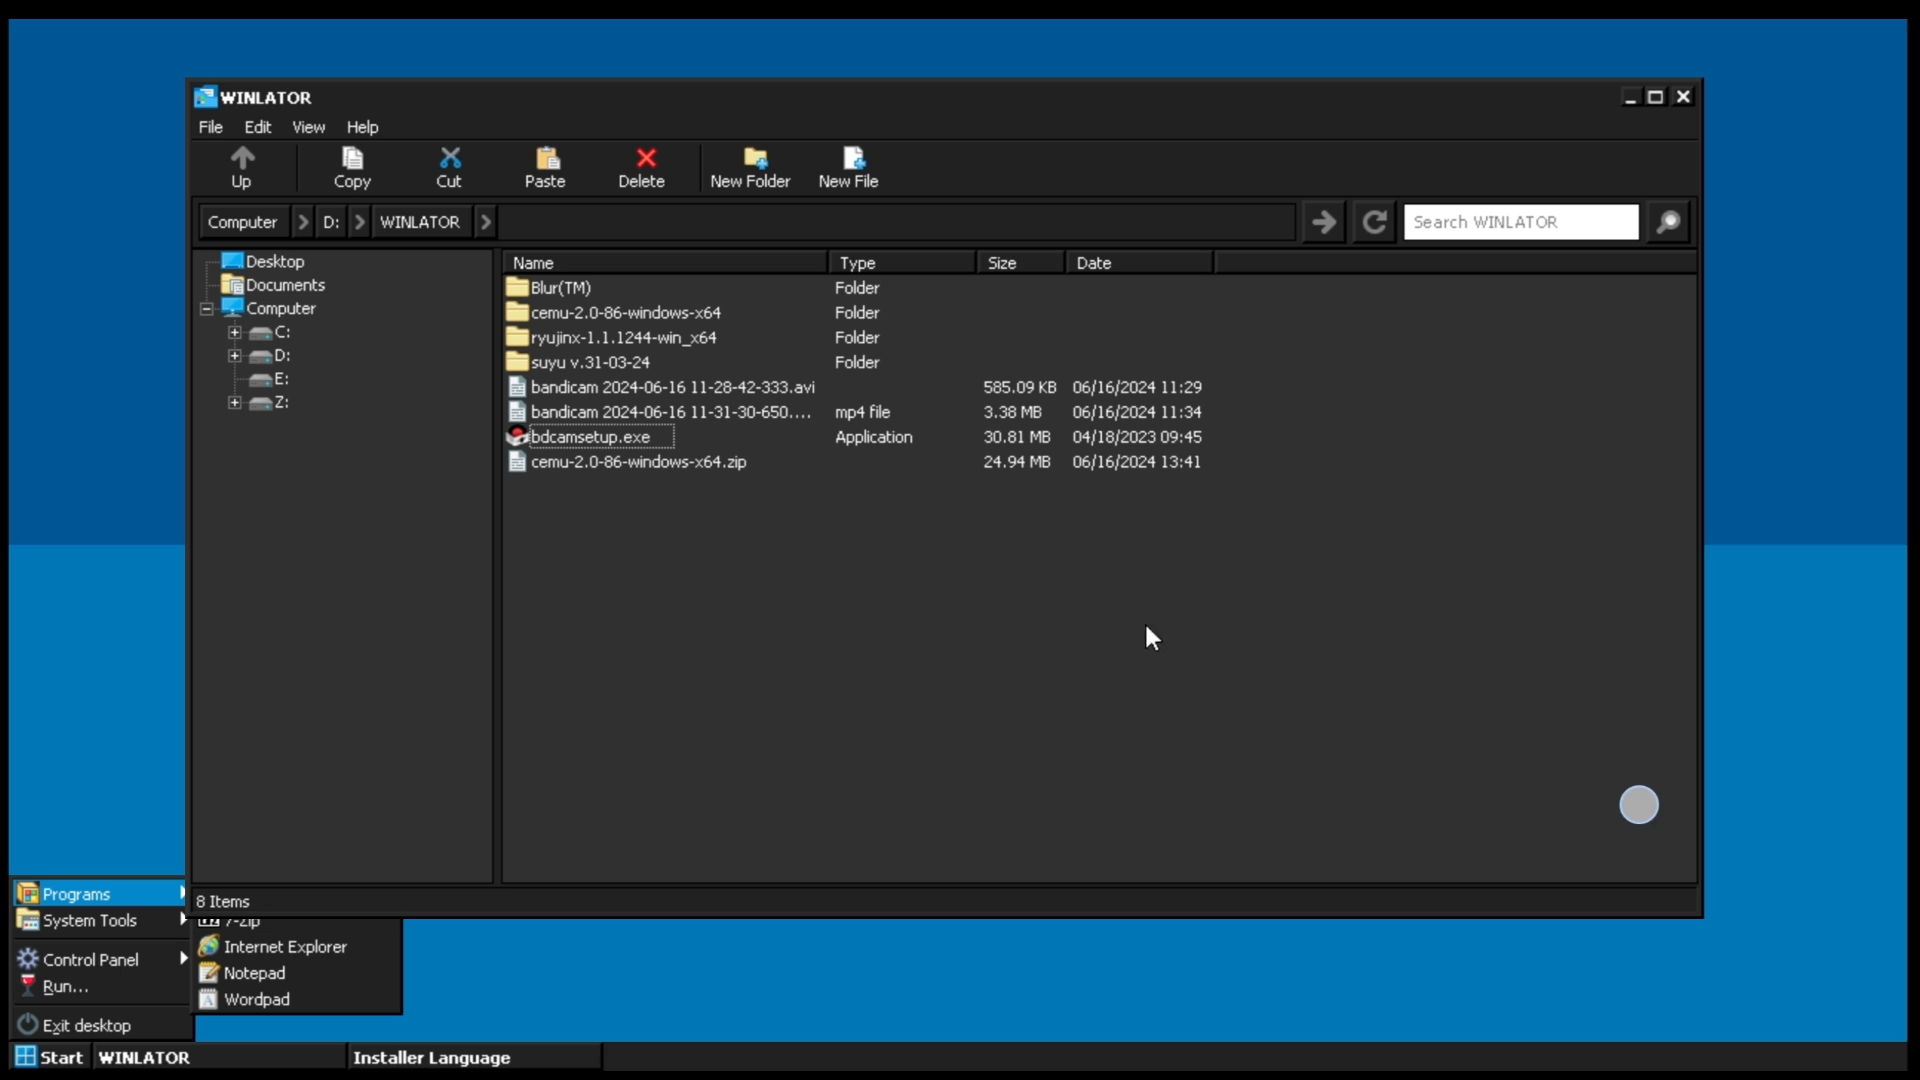 WINLATOR
File Edit View Help
Up Copy Cut Paste Delete New Folder New File
Computer D: WINLATOR Search WINLATOR
Desktop
Documents
Computer
C:
D:
E:
Z:
Name Type Size Date
Blur(TM) Folder
cemu-2.0-86-windows-x64 Folder
ryujinx-1.1.1244-win_x64 Folder
suyu v.31-03-24 Folder
bandicam 2024-06-16 11-28-42-333.avi 585.09 KB 06/16/2024 11:29
bandicam 2024-06-16 11-31-30-650.... mp4 file 3.38 MB 06/16/2024 11:34
bdcamsetup.exe Application 30.81 MB 04/18/2023 09:45
cemu-2.0-86-windows-x64.zip 24.94 MB 06/16/2024 13:41
8 Items
Programs
System Tools
Control Panel
Run...
Exit desktop
7-Zip
Internet Explorer
Notepad
Wordpad
Start WINLATOR Installer Language